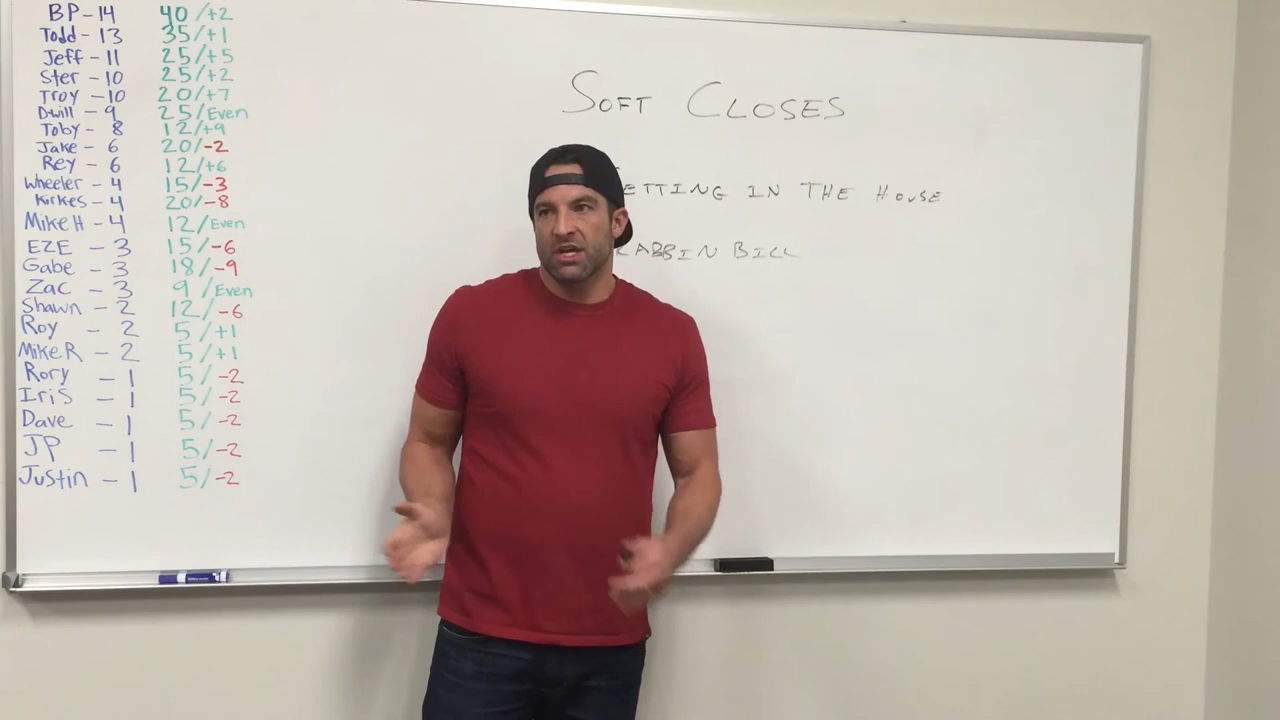 BP - 14 40/+2
Todd - 13 35/+1
Jeff - 11 25/+5
Ster - 10 25/+2
Troy - 10 20/+7
Dwill - 9 25/Even
Toby - 8 12/+9
Jake - 6 20/-2
Rey - 6 12/+6
Wheeler - 4 15/-3
Kirkes - 4 20/-8
Mike H - 4 12/Even
EZE - 3 15/-6
Gabe - 3 18/-9
Zac - 3 9/Even
Shawn - 2 12/-6
Roy - 2 5/+1
Mike R - 2 5/+1
Rory - 1 5/-2
Iris - 1 5/-2
Dave - 1 5/-2
JP - 1 5/-2
Justin - 1 5/-2
SOFT CLOSES
ETTING IN THE HOUSE
ABBIN BILL